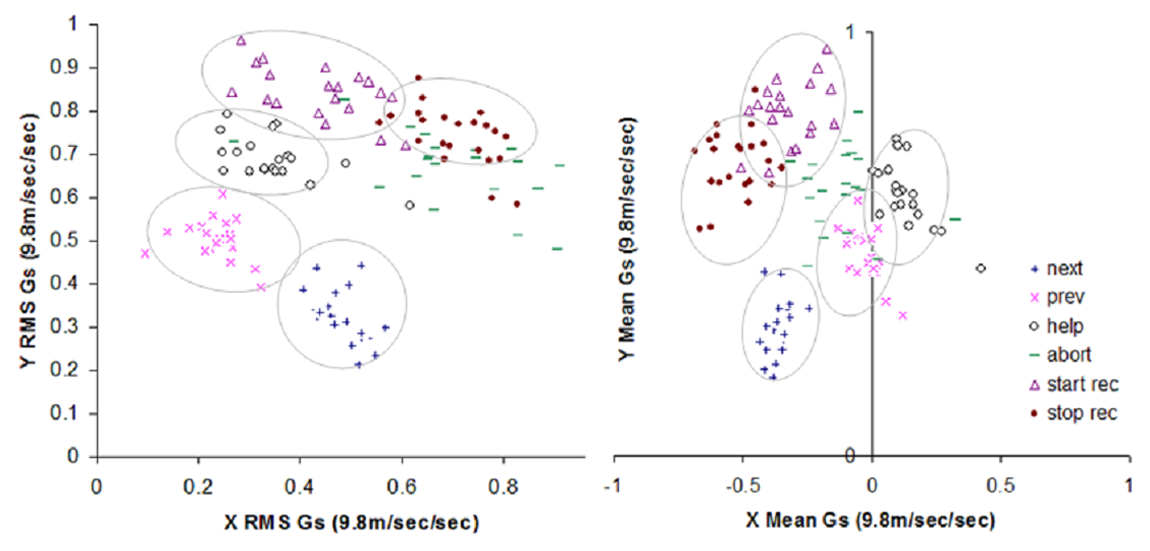 1
0.9
0.8
0.7
0.6
0.5
0.4
0.3
0.2
0.1
0
0
0.2
0.4
0.6
0.8
Y RMS Gs (9.8m/sec/sec)
X RMS Gs (9.8m/sec/sec)
1
0
-1
-0.5
0
0.5
1
Y Mean Gs (9.8m/sec/sec)
X Mean Gs (9.8m/sec/sec)
next
prev
help
abort
start rec
stop rec